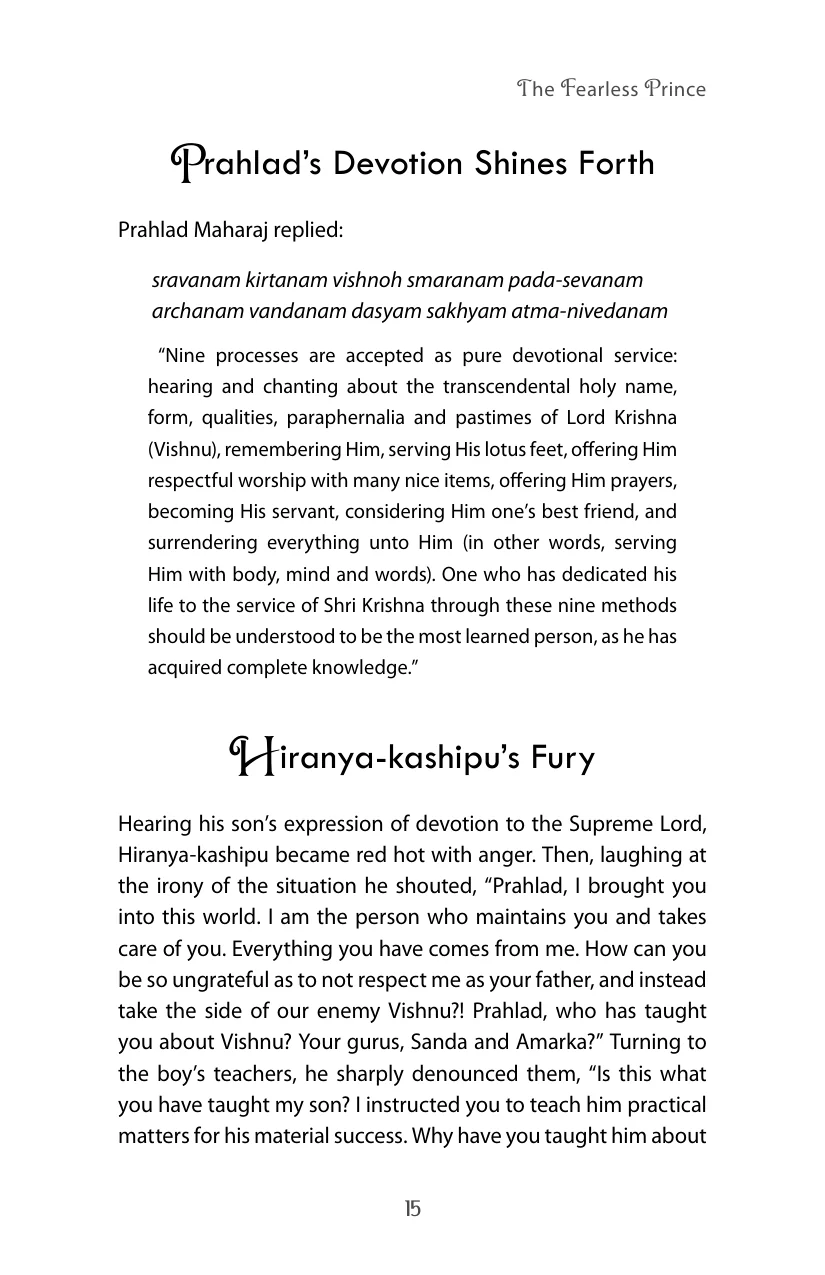 The Fearless Prince
Prahlad’s Devotion Shines Forth
Prahlad Maharaj replied:
sravanam kirtanam vishnoh smaranam pada-sevanam
archanam vandanam dasyam sakhyam atma-nivedanam
“Nine processes are accepted as pure devotional service:
hearing and chanting about the transcendental holy name,
form, qualities, paraphernalia and pastimes of Lord Krishna
(Vishnu), remembering Him, serving His lotus feet, offering Him
respectful worship with many nice items, offering Him prayers,
becoming His servant, considering Him one’s best friend, and
surrendering everything unto Him (in other words, serving
Him with body, mind and words). One who has dedicated his
life to the service of Shri Krishna through these nine methods
should be understood to be the most learned person, as he has
acquired complete knowledge.”
Hiranya-kashipu’s Fury
Hearing his son’s expression of devotion to the Supreme Lord,
Hiranya-kashipu became red hot with anger. Then, laughing at
the irony of the situation he shouted, “Prahlad, I brought you
into this world. I am the person who maintains you and takes
care of you. Everything you have comes from me. How can you
be so ungrateful as to not respect me as your father, and instead
take the side of our enemy Vishnu?! Prahlad, who has taught
you about Vishnu? Your gurus, Sanda and Amarka?” Turning to
the boy’s teachers, he sharply denounced them, “Is this what
you have taught my son? I instructed you to teach him practical
matters for his material success. Why have you taught him about
15